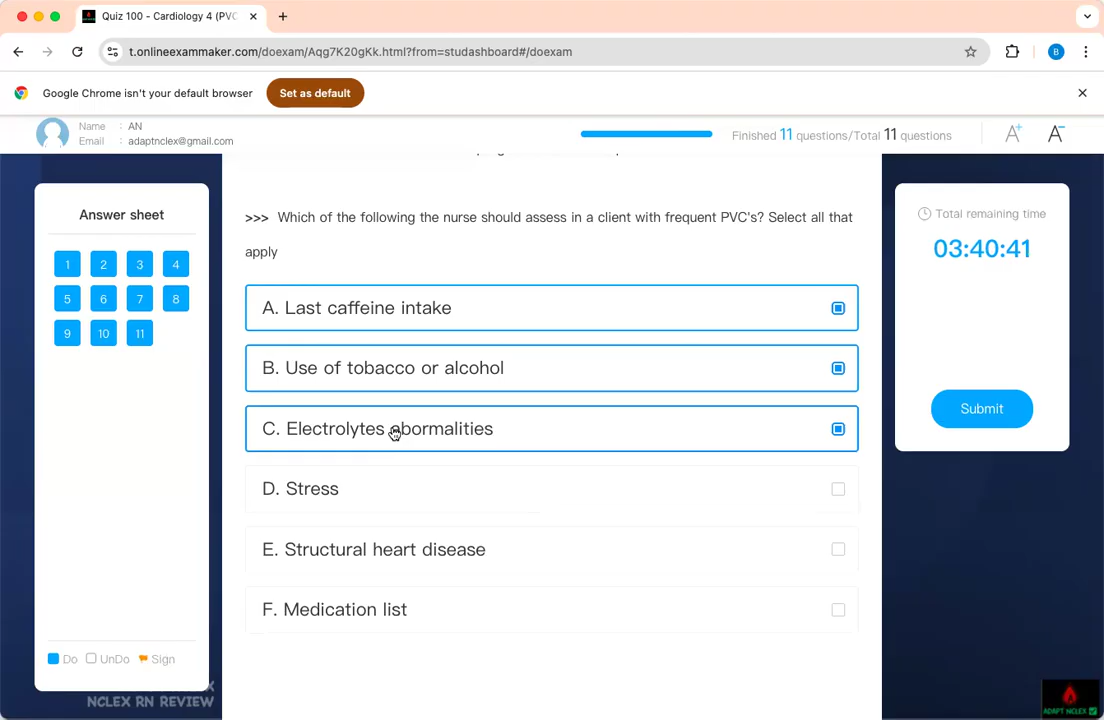 Quiz 100 - Cardiology 4 (PVC
t.onlineexammaker.com/doexam/Aqg7K20gKk.html?from=studashboard#/doexam
B
Google Chrome isn't your default browser
Set as default
Name : AN
Email : adaptnclex@gmail.com
Finished 11 questions/Total 11 questions
A+
A-
Answer sheet
1 2 3 4
5 6 7 8
9 10 11
Do UnDo Sign
NCLEX RN REVIEW
>>> Which of the following the nurse should assess in a client with frequent PVC's? Select all that
apply
A. Last caffeine intake
B. Use of tobacco or alcohol
C. Electrolytes abormalities
D. Stress
E. Structural heart disease
F. Medication list
Total remaining time
03:40:41
Submit
ADAPT NCLEX